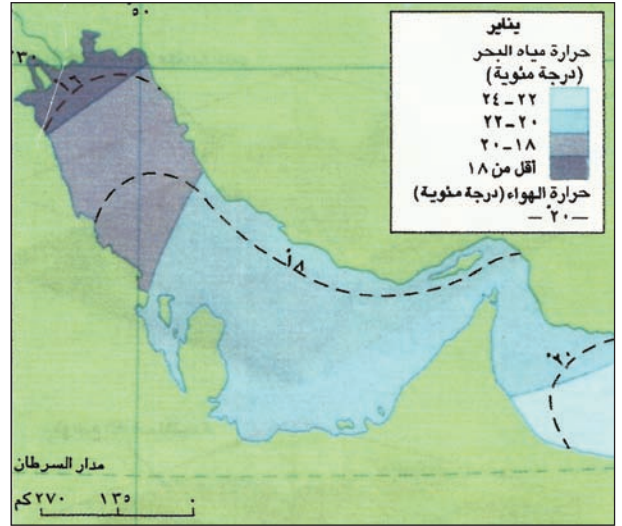 يناير
حرارة مياه البحر
(درجة مئوية)
٢٢-٢٤
٢٠-٢٢
١٨-٢٠
أقل من ١٨
حرارة الهواء (درجة مئوية)
— ٢٠° —
٥٠
٣٠
١٦
١٨°
٢٠°
مدار السرطان
٢٧٠ كم ١٣٥ ٠